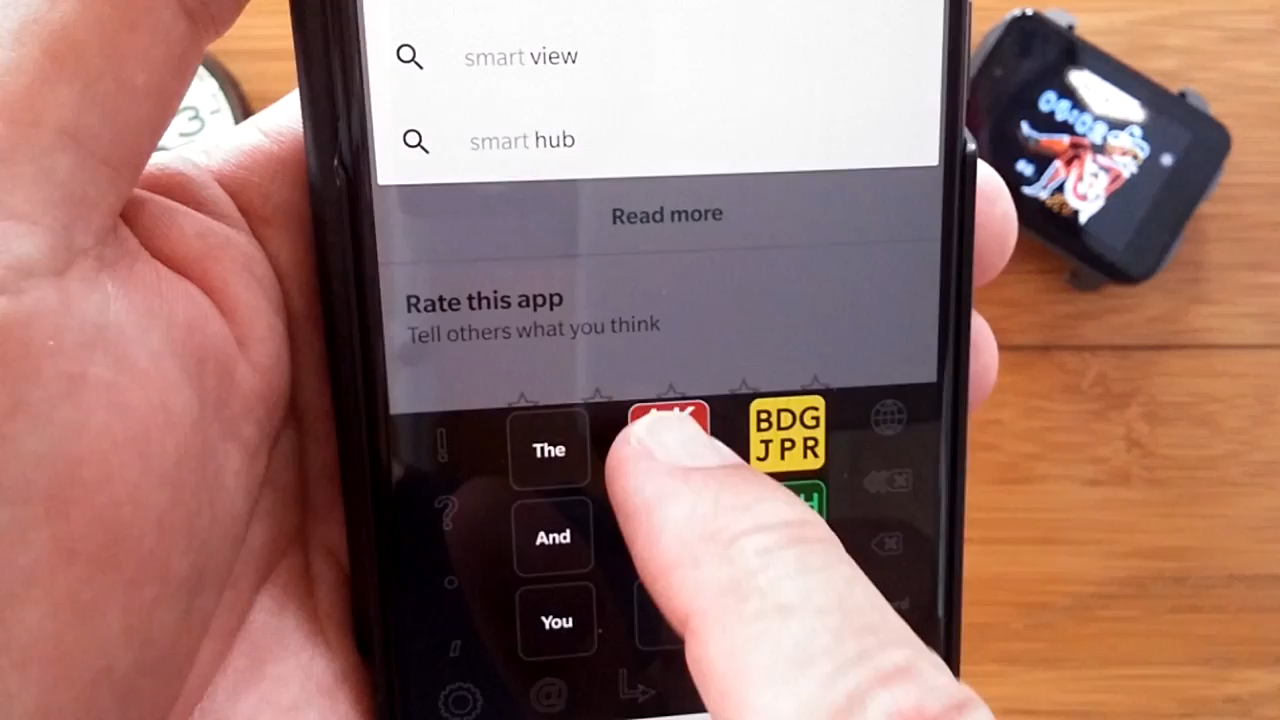 smart view
smart hub
Read more
Rate this app
Tell others what you think
The
BDG
JPR
And
You
3
!
?
@